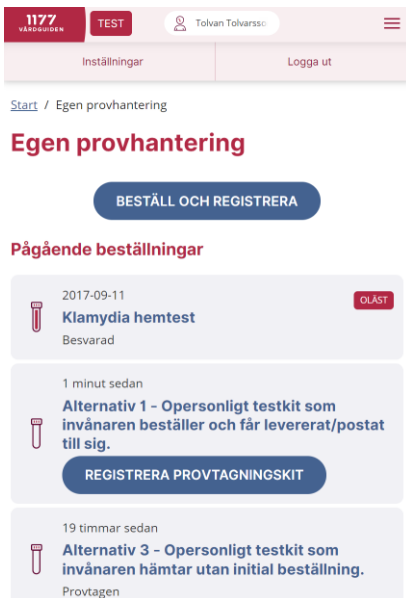 1177
VÅRDGUIDEN
TEST
Tolvan Tolvarsso
Inställningar
Logga ut
Start / Egen provhantering
Egen provhantering
BESTÄLL OCH REGISTRERA
Pågående beställningar
2017-09-11
OLÄST
Klamydia hemtest
Besvarad
1 minut sedan
Alternativ 1 - Opersonligt testkit som
invånaren beställer och får levererat/postat
till sig.
REGISTRERA PROVTAGNINGSKIT
19 timmar sedan
Alternativ 3 - Opersonligt testkit som
invånaren hämtar utan initial beställning.
Provtagen